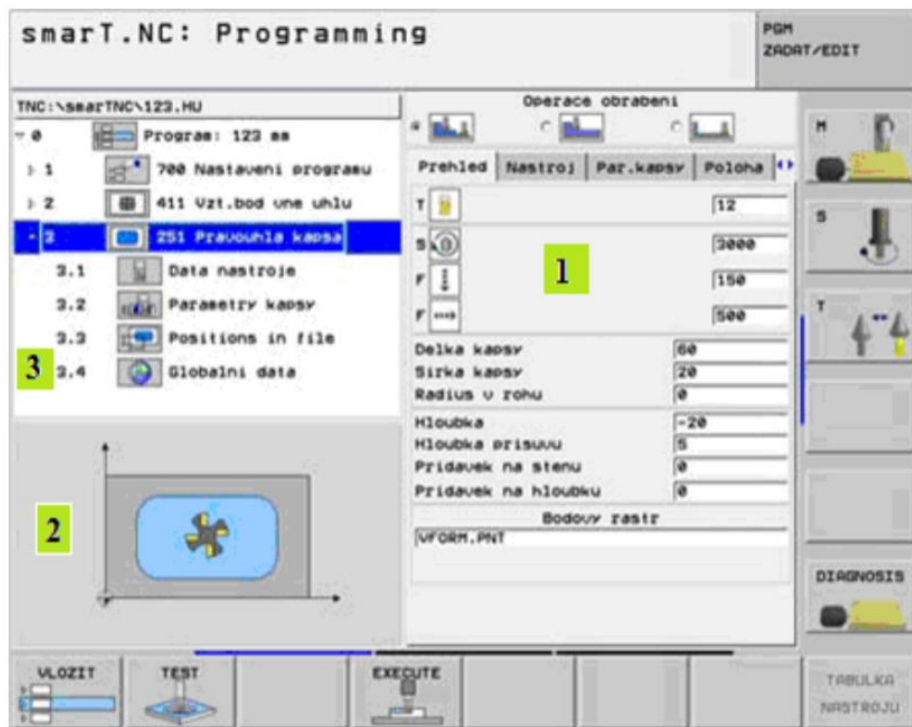 smarT.NC: Programming
PGM
ZADAT/EDIT
TNC:\smarTNC\123.HU
0 Program: 123 mm
1 700 Nastaveni programu
2 411 Vzt.bod vne uhlu
3 251 Pravouhla kapsa
3.1 Data nastroje
3.2 Parametry kapsy
3.3 Positions in file
3 3.4 Globalni data
2
Operace obrabeni
Prehled Nastroj Par.kapsy Poloha
T 12
S 3000
1
F 150
F 500
Delka kapsy 60
Sirka kapsy 20
Radius v rohu 0
Hloubka -20
Hloubka prisuvu 5
Pridavek na stenu 0
Pridavek na hloubku 0
Bodovy rastr
VFORM.PNT
M
S
T
DIAGNOSIS
VLOZIT TEST EXECUTE
TABULKA
NASTROJU